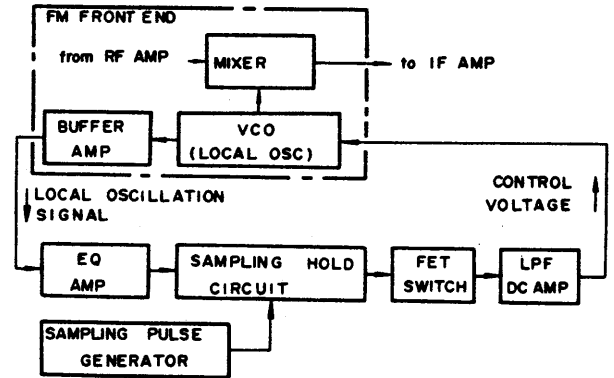 FM FRONT END
from RF AMP
MIXER
to IF AMP
BUFFER
AMP
VCO
(LOCAL OSC)
LOCAL OSCILLATION
SIGNAL
CONTROL
VOLTAGE
EQ
AMP
SAMPLING HOLD
CIRCUIT
FET
SWITCH
LPF
DC AMP
SAMPLING PULSE
GENERATOR